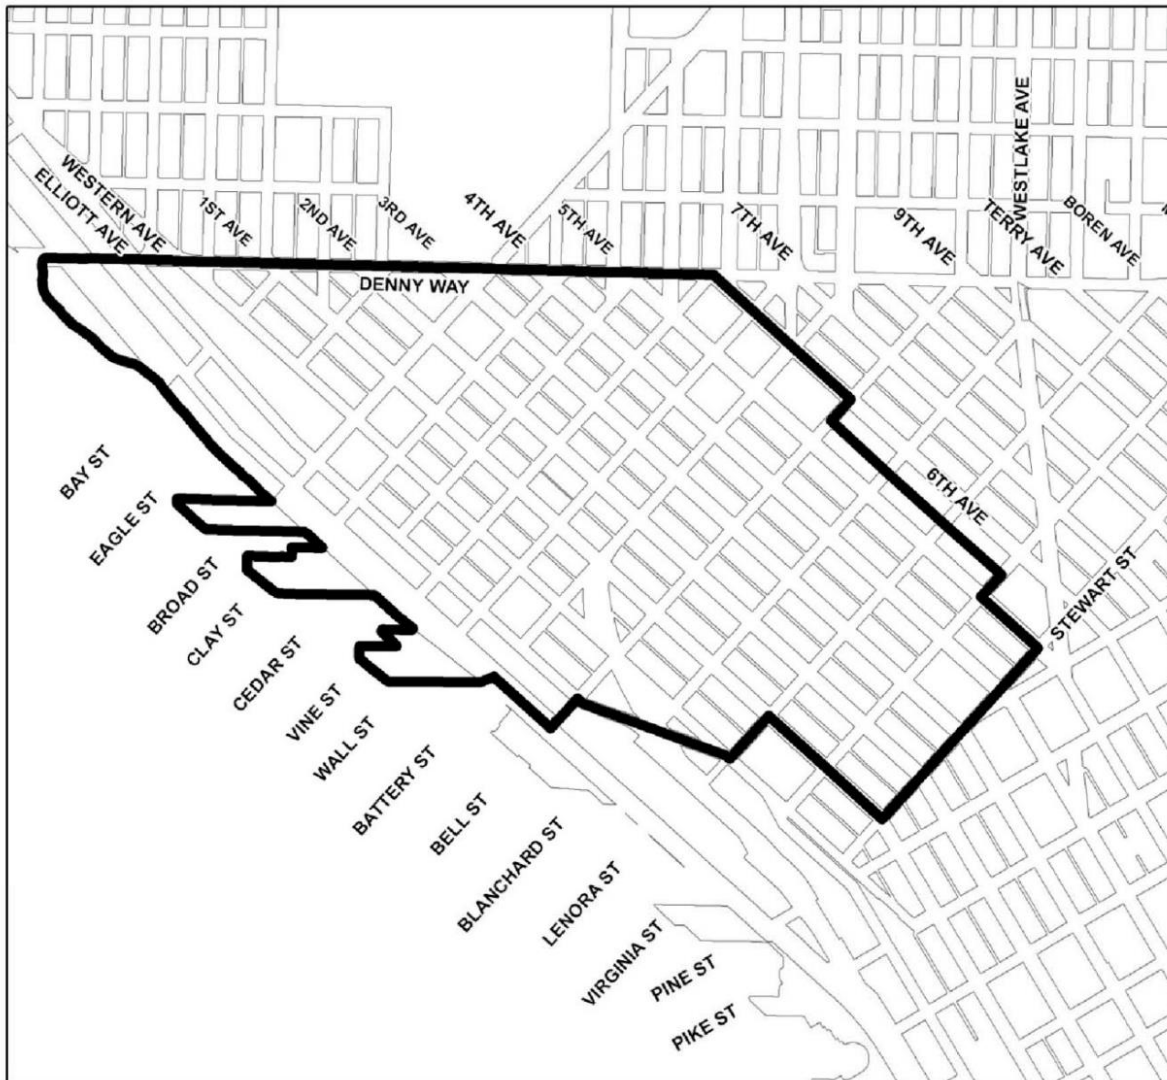 WESTLAKE AVE
WESTERN AVE
ELLIOTT AVE
1ST AVE
2ND AVE
3RD AVE
4TH AVE
5TH AVE
7TH AVE
9TH AVE
TERRY AVE
BOREN AVE
DENNY WAY
6TH AVE
STEWART ST
BAY ST
EAGLE ST
BROAD ST
CLAY ST
CEDAR ST
VINE ST
WALL ST
BATTERY ST
BELL ST
BLANCHARD ST
LENORA ST
VIRGINIA ST
PINE ST
PIKE ST